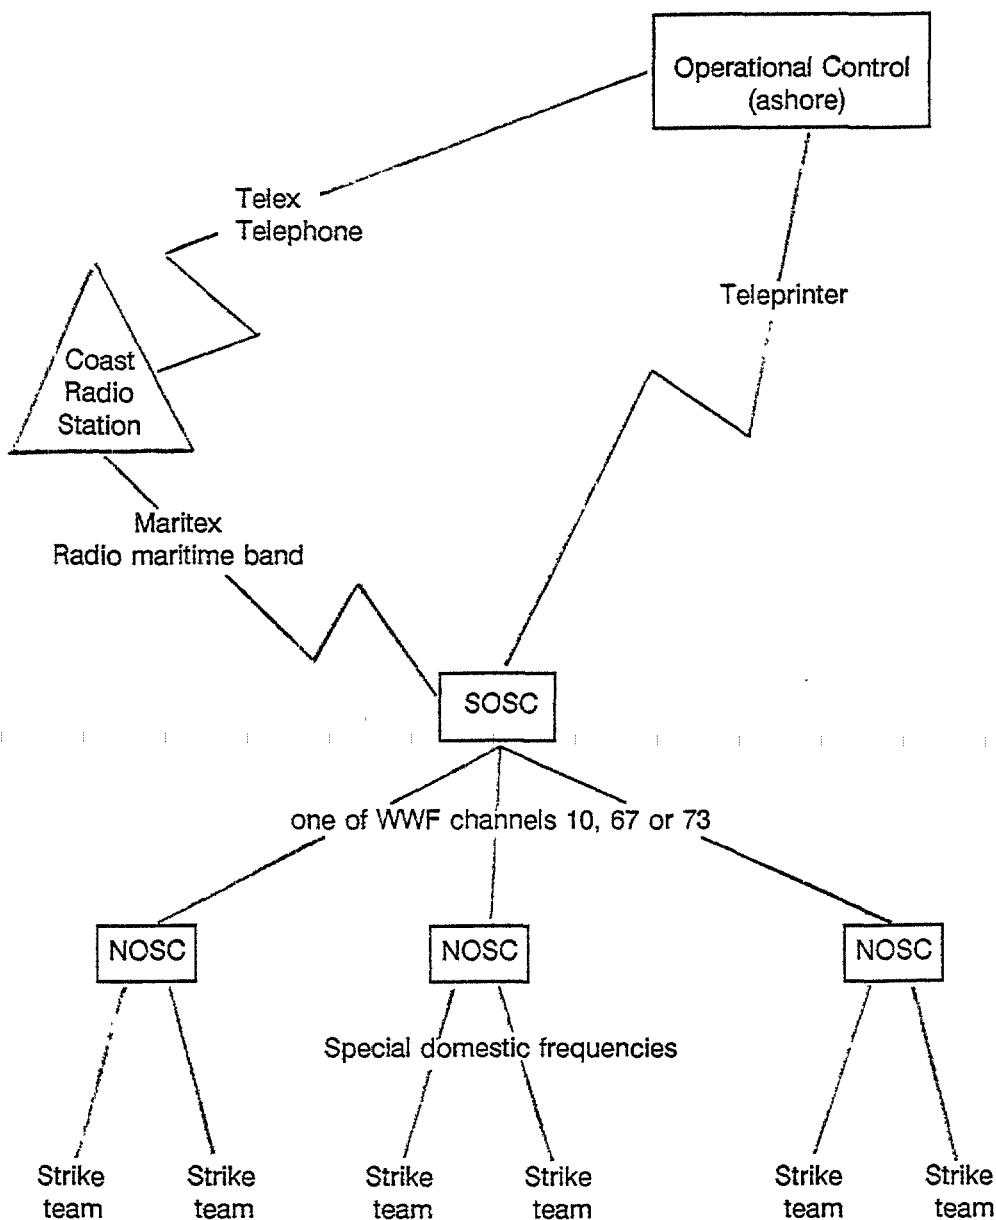 Operational Control
(ashore)
Telex
Telephone
Teleprinter
Coast
Radio
Station
Maritex
Radio maritime band
SOSC
one of WWF channels 10, 67 or 73
NOSC
NOSC
NOSC
Special domestic frequencies
Strike
team
Strike
team
Strike
team
Strike
team
Strike
team
Strike
team